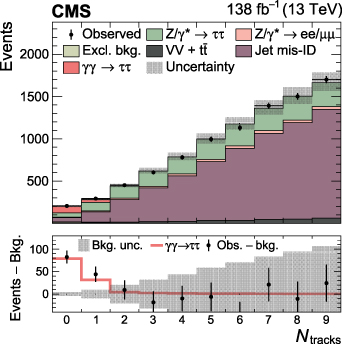 CMS 138 fb⁻¹ (13 TeV)
Observed Z/γ* → ττ Z/γ* → ee/μμ
Excl. bkg. VV + tt̄ Jet mis-ID
γγ → ττ Uncertainty
Events
2000
1500
1000
500
Bkg. unc. γγ→ττ Obs. – bkg.
Events – Bkg.
100
50
0
0 1 2 3 4 5 6 7 8 9
Ntracks